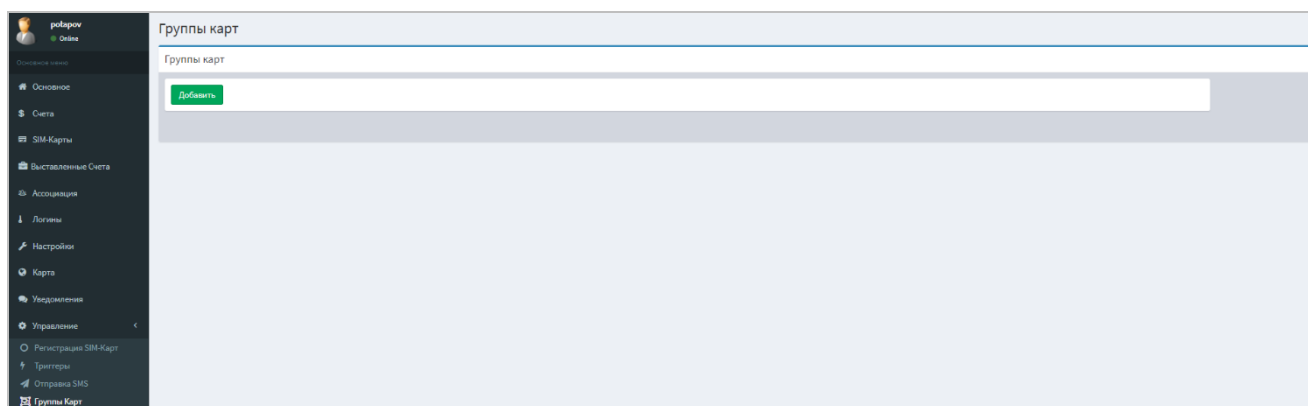 potapov
Online
Основное меню
Основное
Счета
SIM-Карты
Выставленные Счета
Ассоциация
Логины
Настройки
Карта
Уведомления
Управление
Регистрация SIM-Карт
Триггеры
Отправка SMS
Группы Карт
Группы карт
Группы карт
Добавить